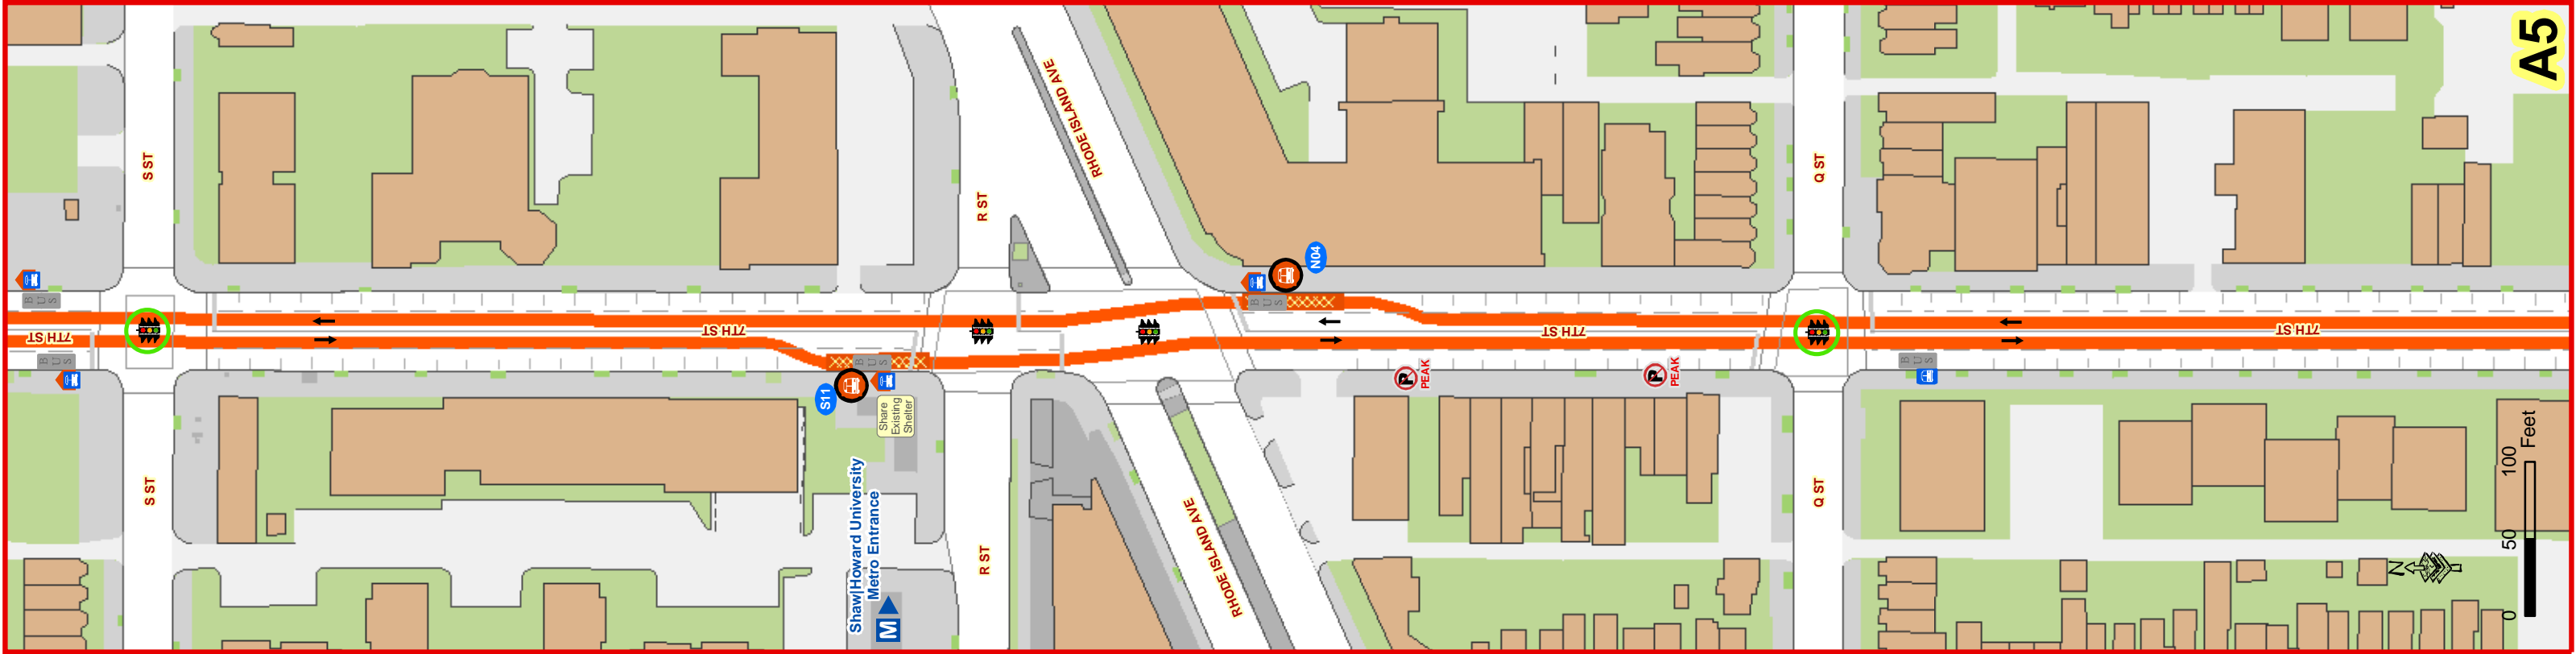 A5
S ST
R ST
RHODE ISLAND AVE
Q ST
N04
BUS
BUS
7TH ST
7TH ST
7TH ST
7TH ST
BUS
BUS
BUS
S11
Share
Existing
Shelter
P
PEAK
P
PEAK
S ST
Shaw|Howard University
Metro Entrance
M
R ST
RHODE ISLAND AVE
Q ST
N
0 50 100
Feet